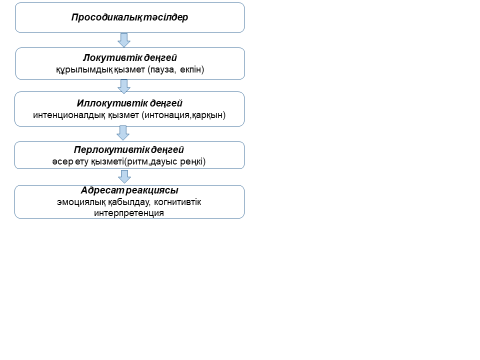 Просодикалық тәсілдер
Локутивтік деңгей
құрылымдық қызмет (пауза, екпін)
Иллокутивтік деңгей
интенционалдық қызмет (интонация,қарқын)
Перлокутивтік деңгей
әсер ету қызметі(ритм,дауыс реңкі)
Адресат реакциясы
эмоциялық қабылдау, когнитивтік
интерпретенция